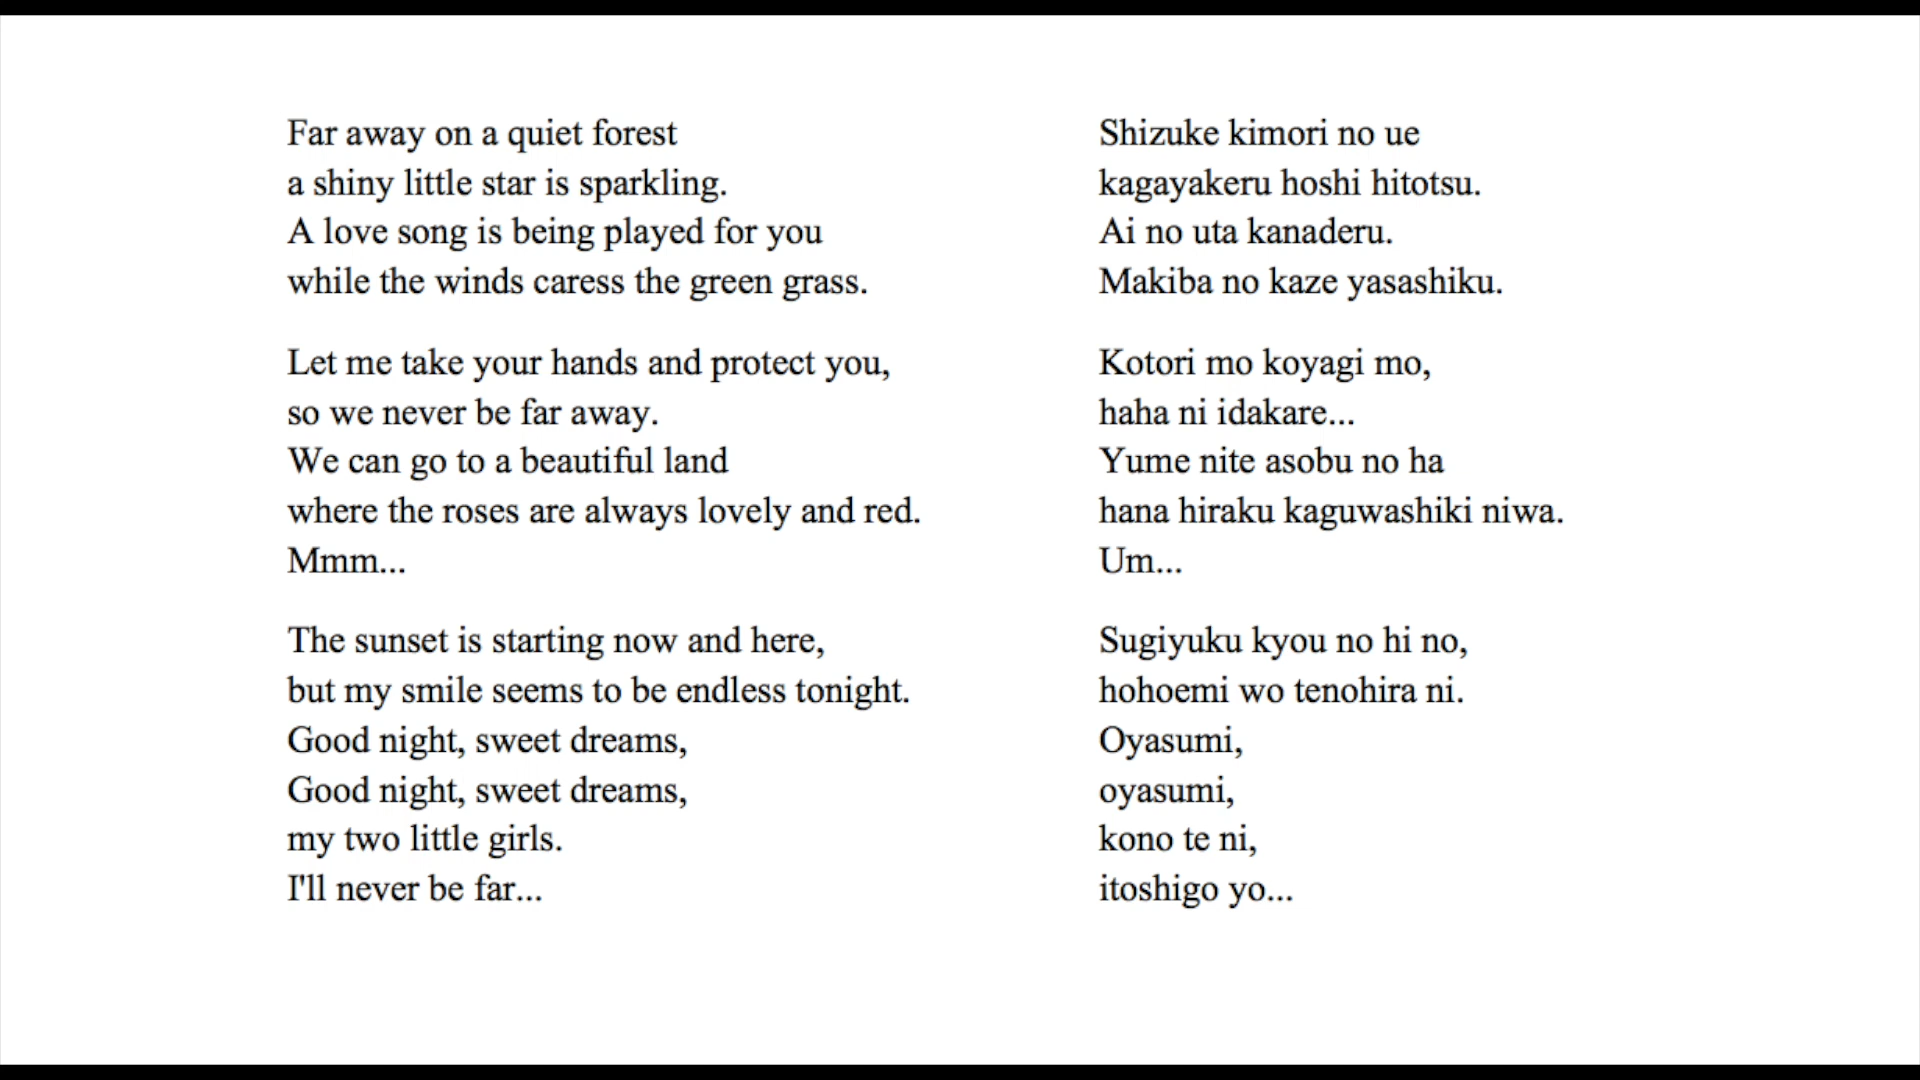 Far away on a quiet forest
a shiny little star is sparkling.
A love song is being played for you
while the winds caress the green grass.
Let me take your hands and protect you,
so we never be far away.
We can go to a beautiful land
where the roses are always lovely and red.
Mmm...
The sunset is starting now and here,
but my smile seems to be endless tonight.
Good night, sweet dreams,
Good night, sweet dreams,
my two little girls.
I'll never be far...
Shizuke kimori no ue
kagayakeru hoshi hitotsu.
Ai no uta kanaderu.
Makiba no kaze yasashiku.
Kotori mo koyagi mo,
haha ni idakare...
Yume nite asobu no ha
hana hiraku kaguwashiki niwa.
Um...
Sugiyuku kyou no hi no,
hohoemi wo tenohira ni.
Oyasumi,
oyasumi,
kono te ni,
itoshigo yo...